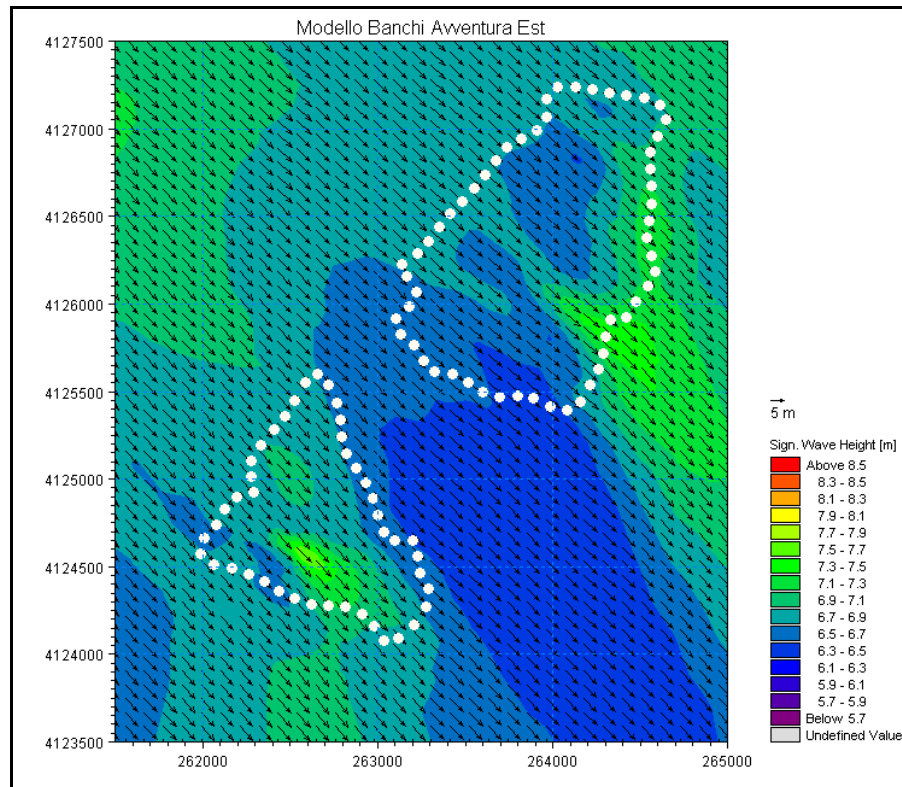 Modello Banchi Avventura Est
4127500
4127000
4126500
4126000
4125500
4125000
4124500
4124000
4123500
262000 263000 264000 265000
5 m
Sign. Wave Height [m]
Above 8.5
8.3 - 8.5
8.1 - 8.3
7.9 - 8.1
7.7 - 7.9
7.5 - 7.7
7.3 - 7.5
7.1 - 7.3
6.9 - 7.1
6.7 - 6.9
6.5 - 6.7
6.3 - 6.5
6.1 - 6.3
5.9 - 6.1
5.7 - 5.9
Below 5.7
Undefined Value